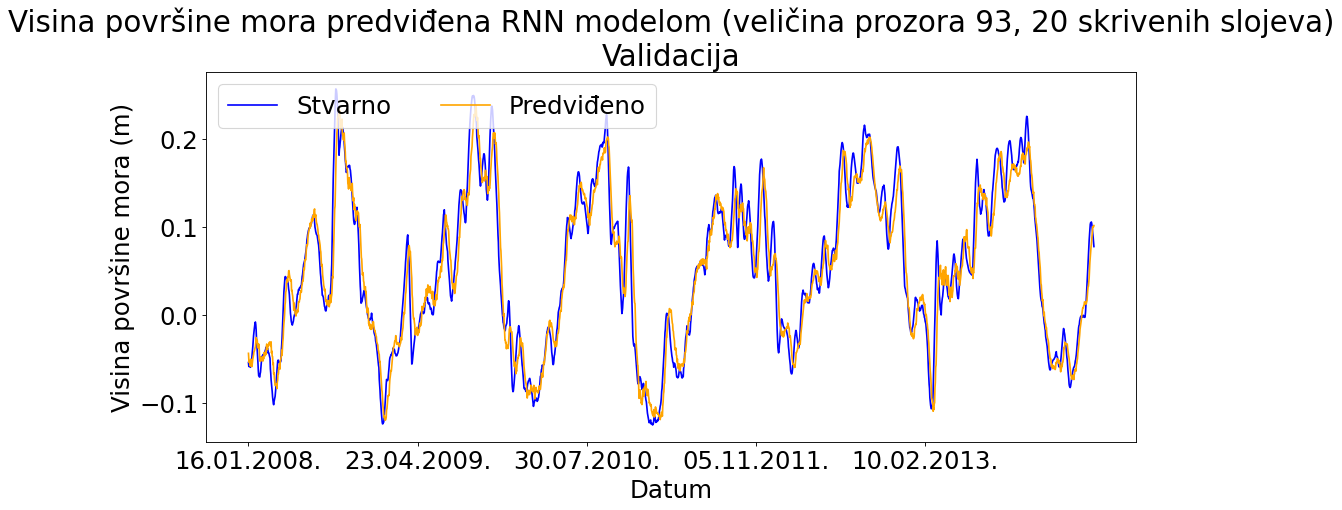 Visina površine mora predviđena RNN modelom (veličina prozora 93, 20 skrivenih slojeva)
Validacija
Stvarno Predviđeno
Visina površine mora (m)
0.2
0.1
0.0
−0.1
16.01.2008. 23.04.2009. 30.07.2010. 05.11.2011. 10.02.2013.
Datum